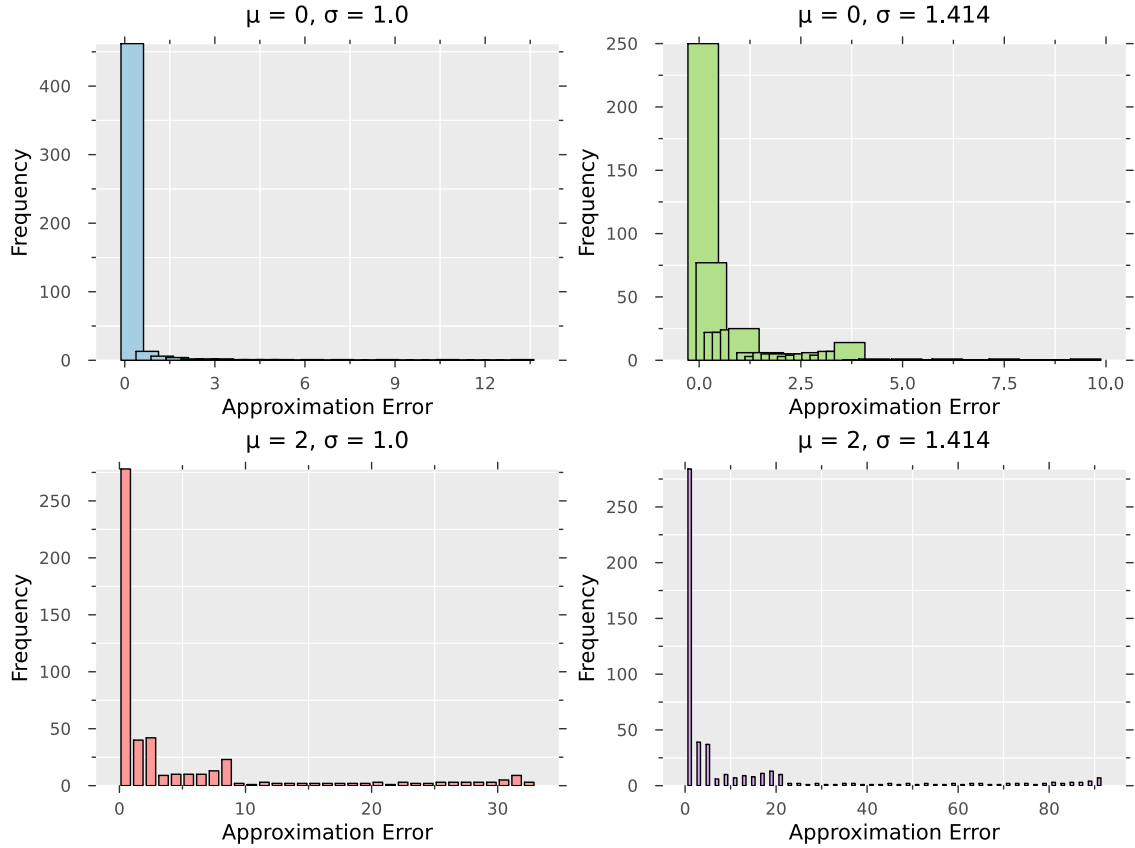 μ = 0, σ = 1.0
Frequency
400
300
200
100
0
0 3 6 9 12
Approximation Error
μ = 0, σ = 1.414
Frequency
250
200
150
100
50
0
0.0 2.5 5.0 7.5 10.0
Approximation Error
μ = 2, σ = 1.0
Frequency
250
200
150
100
50
0
0 10 20 30
Approximation Error
μ = 2, σ = 1.414
Frequency
250
200
150
100
50
0
0 20 40 60 80
Approximation Error